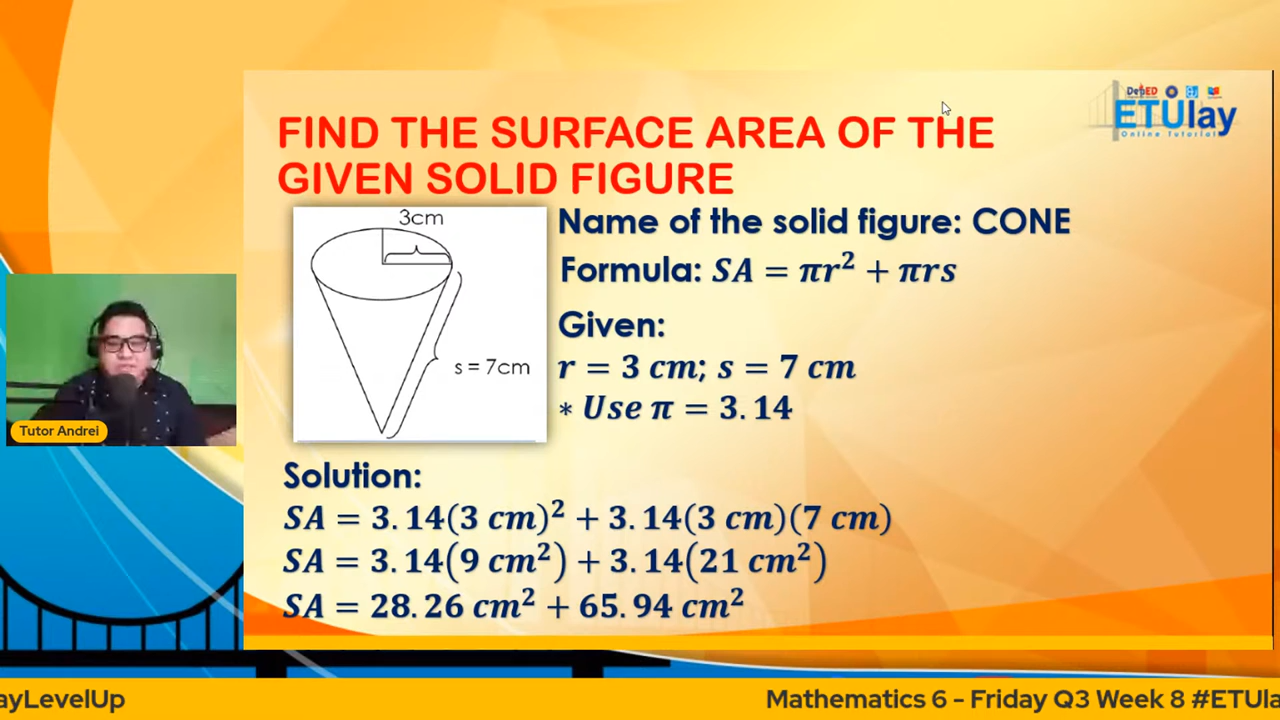 DepED
ETUlay
Online Tutorial
FIND THE SURFACE AREA OF THE
GIVEN SOLID FIGURE
3cm
s = 7cm
Name of the solid figure: CONE
Formula: SA = πr² + πrs
Given:
r = 3 cm; s = 7 cm
* Use π = 3.14
Tutor Andrei
Solution:
SA = 3.14(3 cm)² + 3.14(3 cm)(7 cm)
SA = 3.14(9 cm²) + 3.14(21 cm²)
SA = 28.26 cm² + 65.94 cm²
ayLevelUp
Mathematics 6 - Friday Q3 Week 8 #ETUla